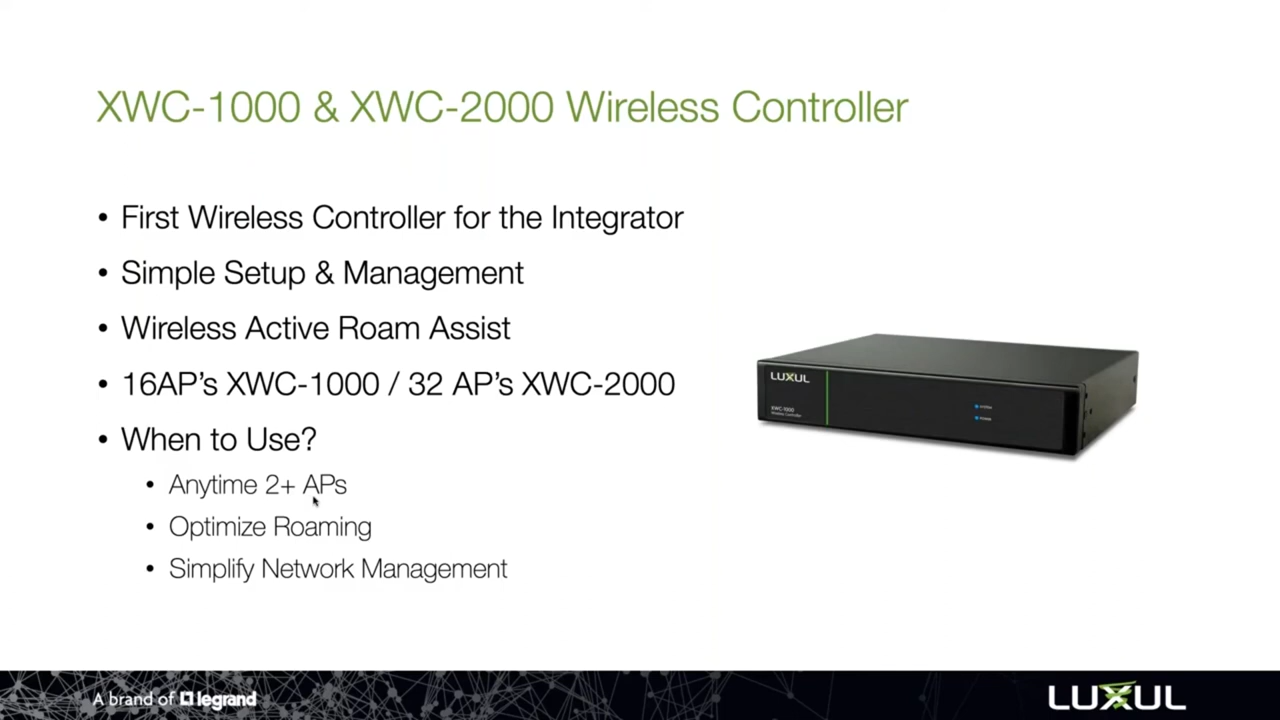 XWC-1000 & XWC-2000 Wireless Controller
• First Wireless Controller for the Integrator
• Simple Setup & Management
• Wireless Active Roam Assist
• 16AP's XWC-1000 / 32 AP's XWC-2000
• When to Use?
• Anytime 2+ APs
• Optimize Roaming
• Simplify Network Management
LUXUL
XWC-1000
Wireless Controller
SYSTEM
POWER
A brand of legrand
LUXUL